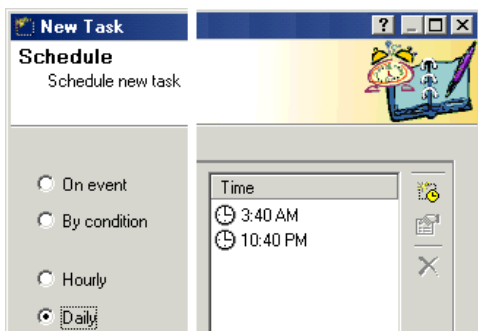 New Task
Schedule
Schedule new task
On event
By condition
Hourly
Daily
Time
3:40 AM
10:40 PM